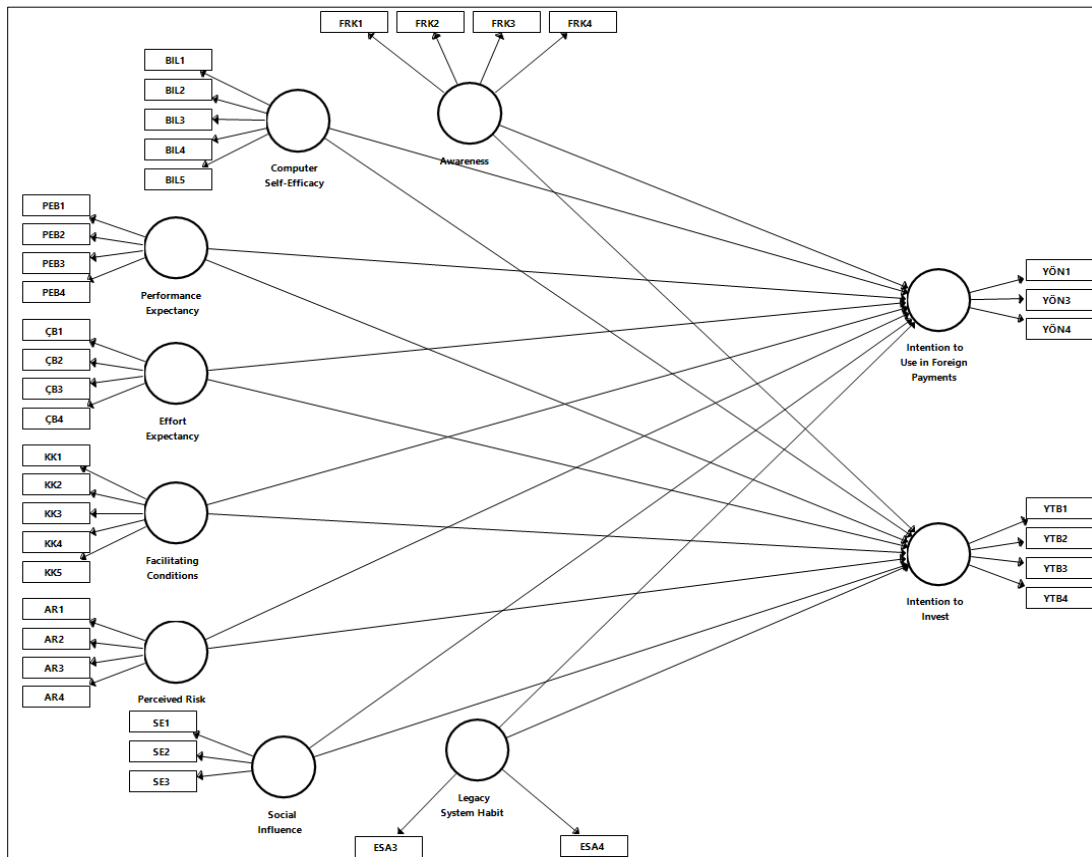 FRK1
FRK2
FRK3
FRK4
BIL1
BIL2
BIL3
BIL4
BIL5
Computer
Self-Efficacy
Awareness
PEB1
PEB2
PEB3
PEB4
Performance
Expectancy
YÖN1
YÖN3
YÖN4
Intention to
Use in Foreign
Payments
ÇB1
ÇB2
ÇB3
ÇB4
Effort
Expectancy
KK1
KK2
KK3
KK4
KK5
Facilitating
Conditions
YTB1
YTB2
YTB3
YTB4
Intention to
Invest
AR1
AR2
AR3
AR4
Perceived Risk
SE1
SE2
SE3
Social
Influence
Legacy
System Habit
ESA3
ESA4